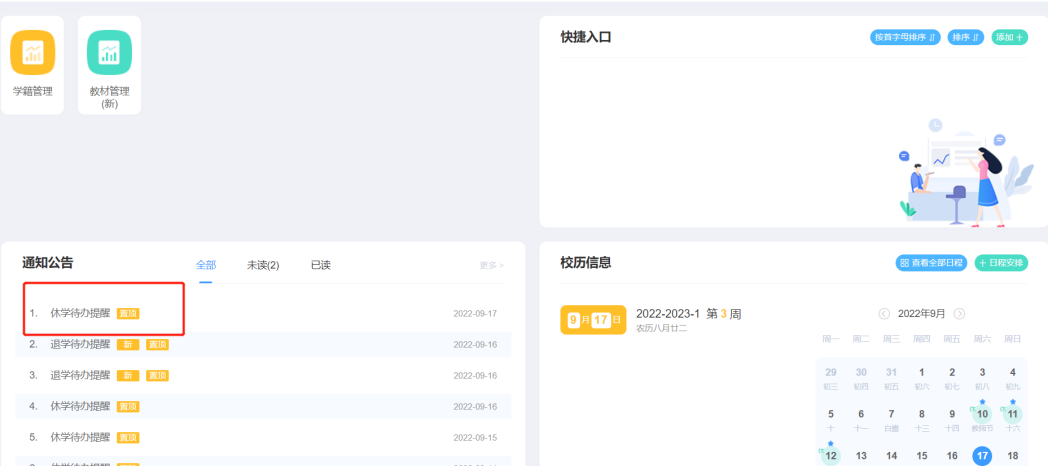 学籍管理
教材管理
(新)
快捷入口
按首字母排序
排序
添加 +
通知公告
全部
未读(2)
已读
更多 >
1. 休学待办提醒 置顶 2022-09-17
2. 退学待办提醒 新 置顶 2022-09-16
3. 退学待办提醒 新 置顶 2022-09-16
4. 休学待办提醒 置顶 2022-09-16
5. 休学待办提醒 置顶 2022-09-15
校历信息
查看全部日程
+ 日程安排
9 月 17 日
2022-2023-1 第 3 周
农历八月廿二
2022年9月
周一 周二 周三 周四 周五 周六 周日
29 30 31 1 2 3 4
初三 初四 初五 初六 初七 初八 初九
5 6 7 8 9 10 11
十 十一 白露 十三 十四 教师节 十六
12 13 14 15 16 17 18